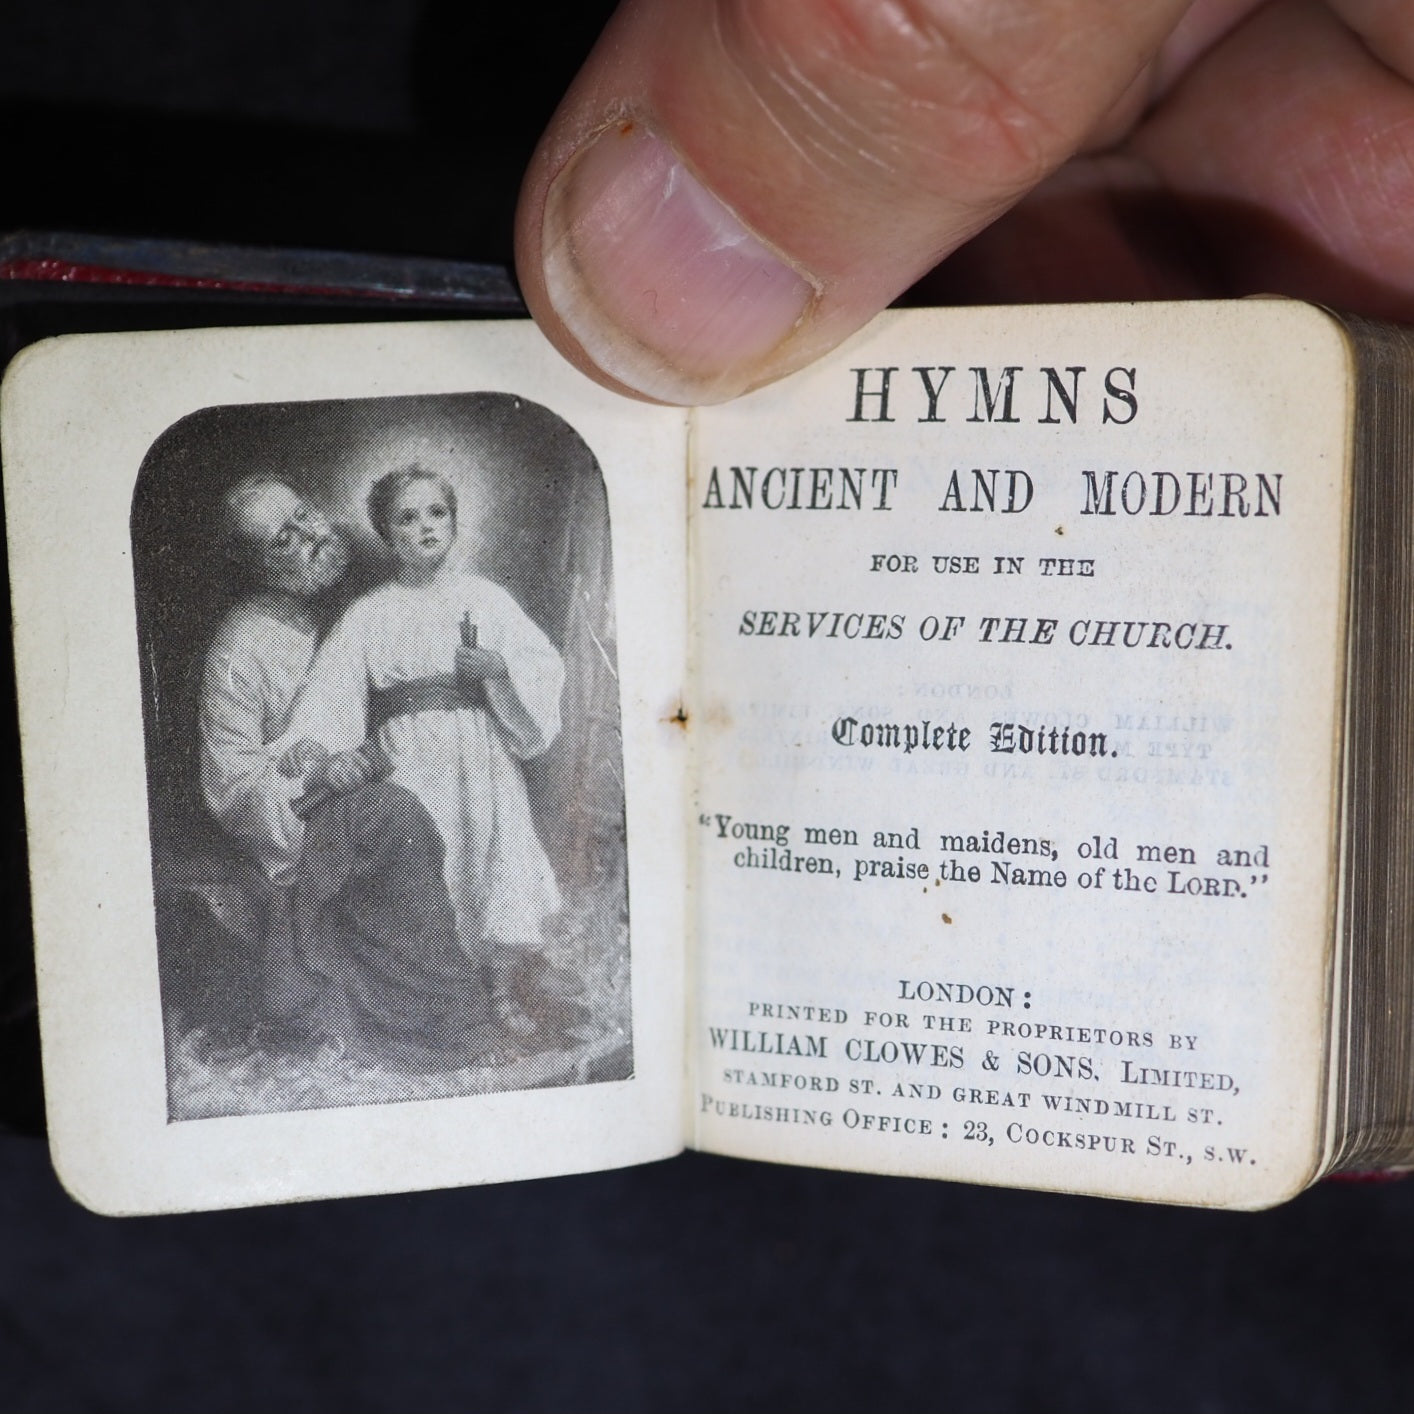 HYMNS
ANCIENT AND MODERN
FOR USE IN THE
SERVICES OF THE CHURCH.
Complete Edition.
“Young men and maidens, old men and
children, praise the Name of the LORD.”
LONDON:
PRINTED FOR THE PROPRIETORS BY
WILLIAM CLOWES & SONS, LIMITED,
STAMFORD ST. AND GREAT WINDMILL ST.
PUBLISHING OFFICE: 23, COCKSPUR ST., S.W.